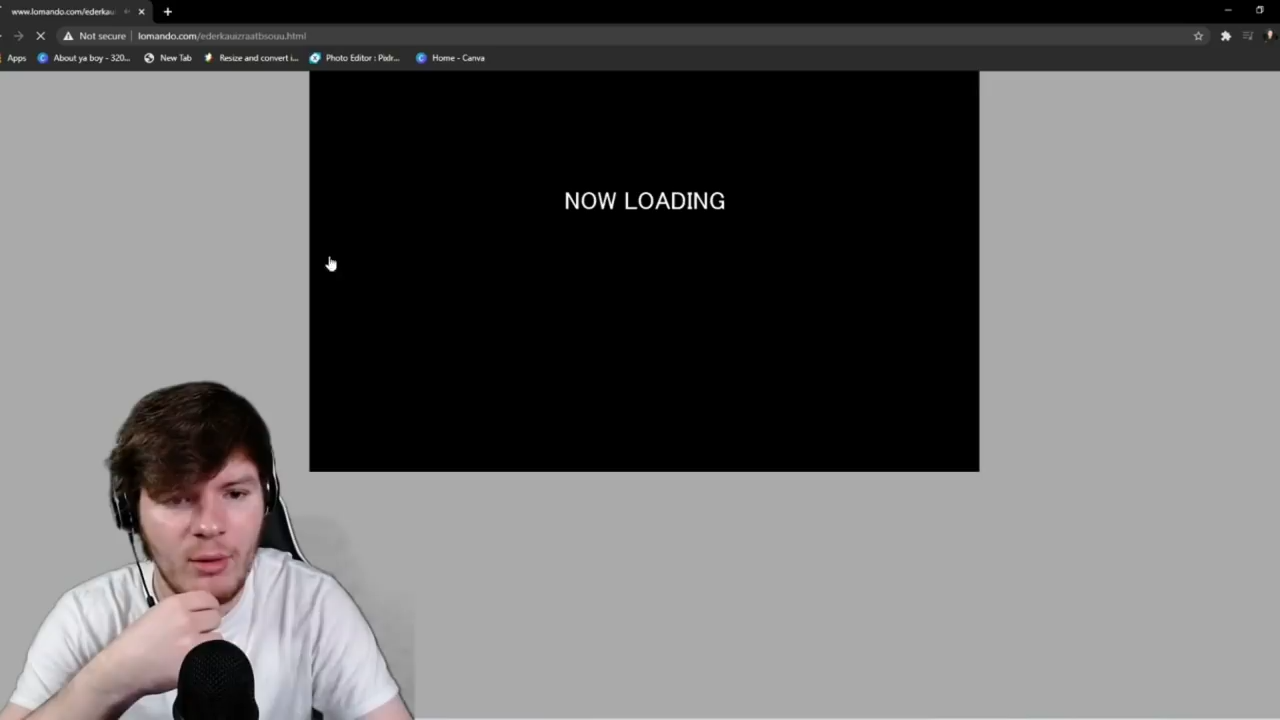 www.lomando.com/ederkau
Not secure lomando.com/ederkauizraatbsouu.html
Apps About ya boy - 320... New Tab Resize and convert i... Photo Editor : Pixlr... Home - Canva
NOW LOADING